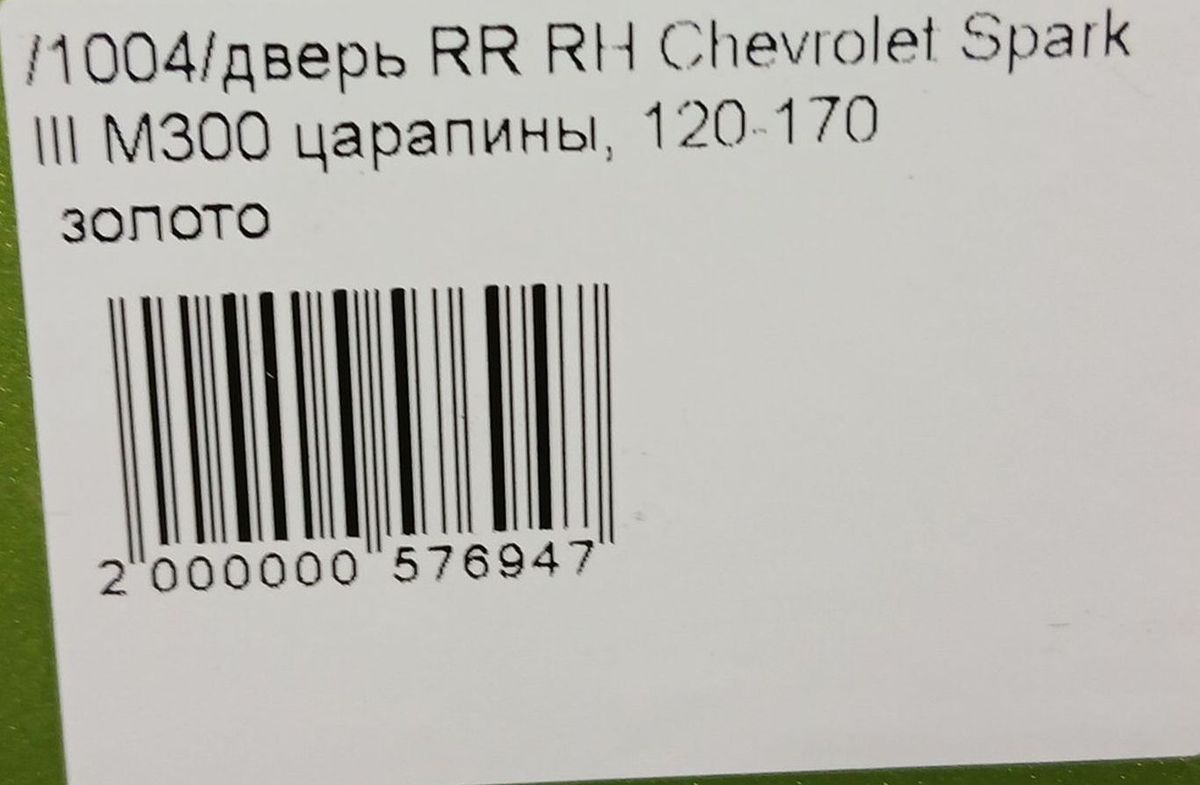 /1004/дверь RR RH Chevrolet Spark
III M300 царапины, 120-170
золото
2 000000 576947